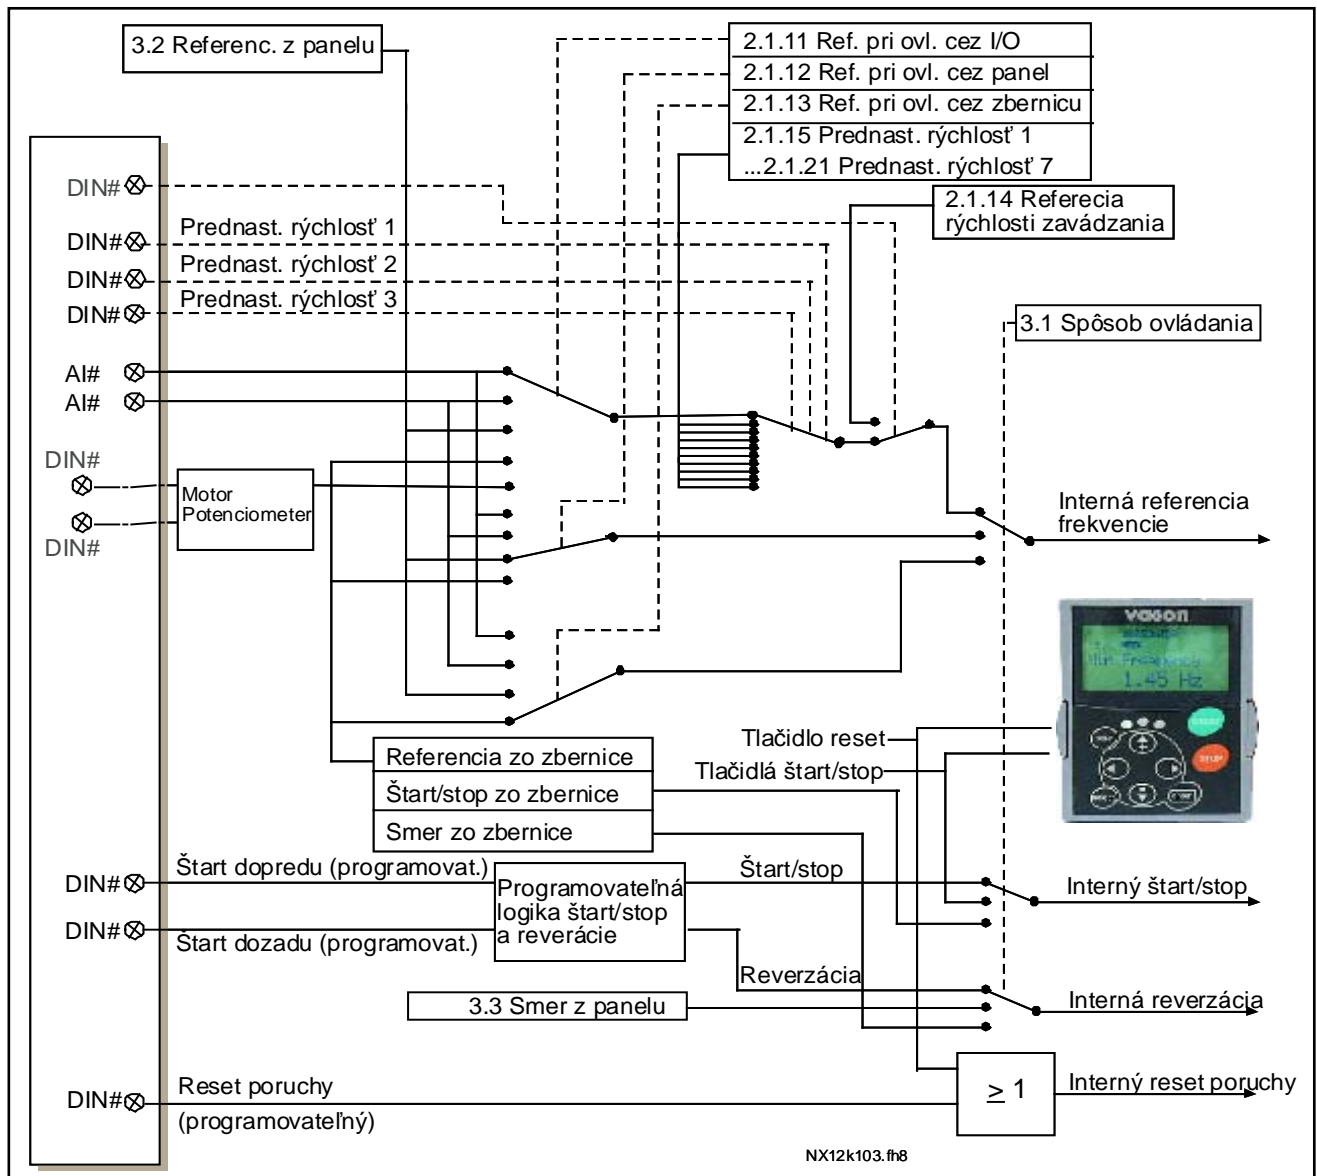 3.2 Referenc. z panelu
2.1.11 Ref. pri ovl. cez I/O
2.1.12 Ref. pri ovl. cez panel
2.1.13 Ref. pri ovl. cez zbernicu
2.1.15 Prednast. rýchlosť 1
...2.1.21 Prednast. rýchlosť 7
2.1.14 Referecia
rýchlosti zavádzania
DIN#
DIN#
Prednast. rýchlosť 1
DIN#
Prednast. rýchlosť 2
DIN#
Prednast. rýchlosť 3
3.1 Spôsob ovládania
AI#
AI#
DIN#
Motor
Potenciometer
DIN#
Interná referencia
frekvencie
vacon
Min Frequency
1.45 Hz
STOP
Tlačidlo reset
Tlačidlá štart/stop
Referencia zo zbernice
Štart/stop zo zbernice
Smer zo zbernice
DIN#
Štart dopredu (programovat.)
Programovateľná
logika štart/stop
a reverácie
Štart/stop
Interný štart/stop
DIN#
Štart dozadu (programovat.)
Reverzácia
3.3 Smer z panelu
Interná reverzácia
DIN#
Reset poruchy
(programovateľný)
≥ 1
Interný reset poruchy
NX12k103.fh8